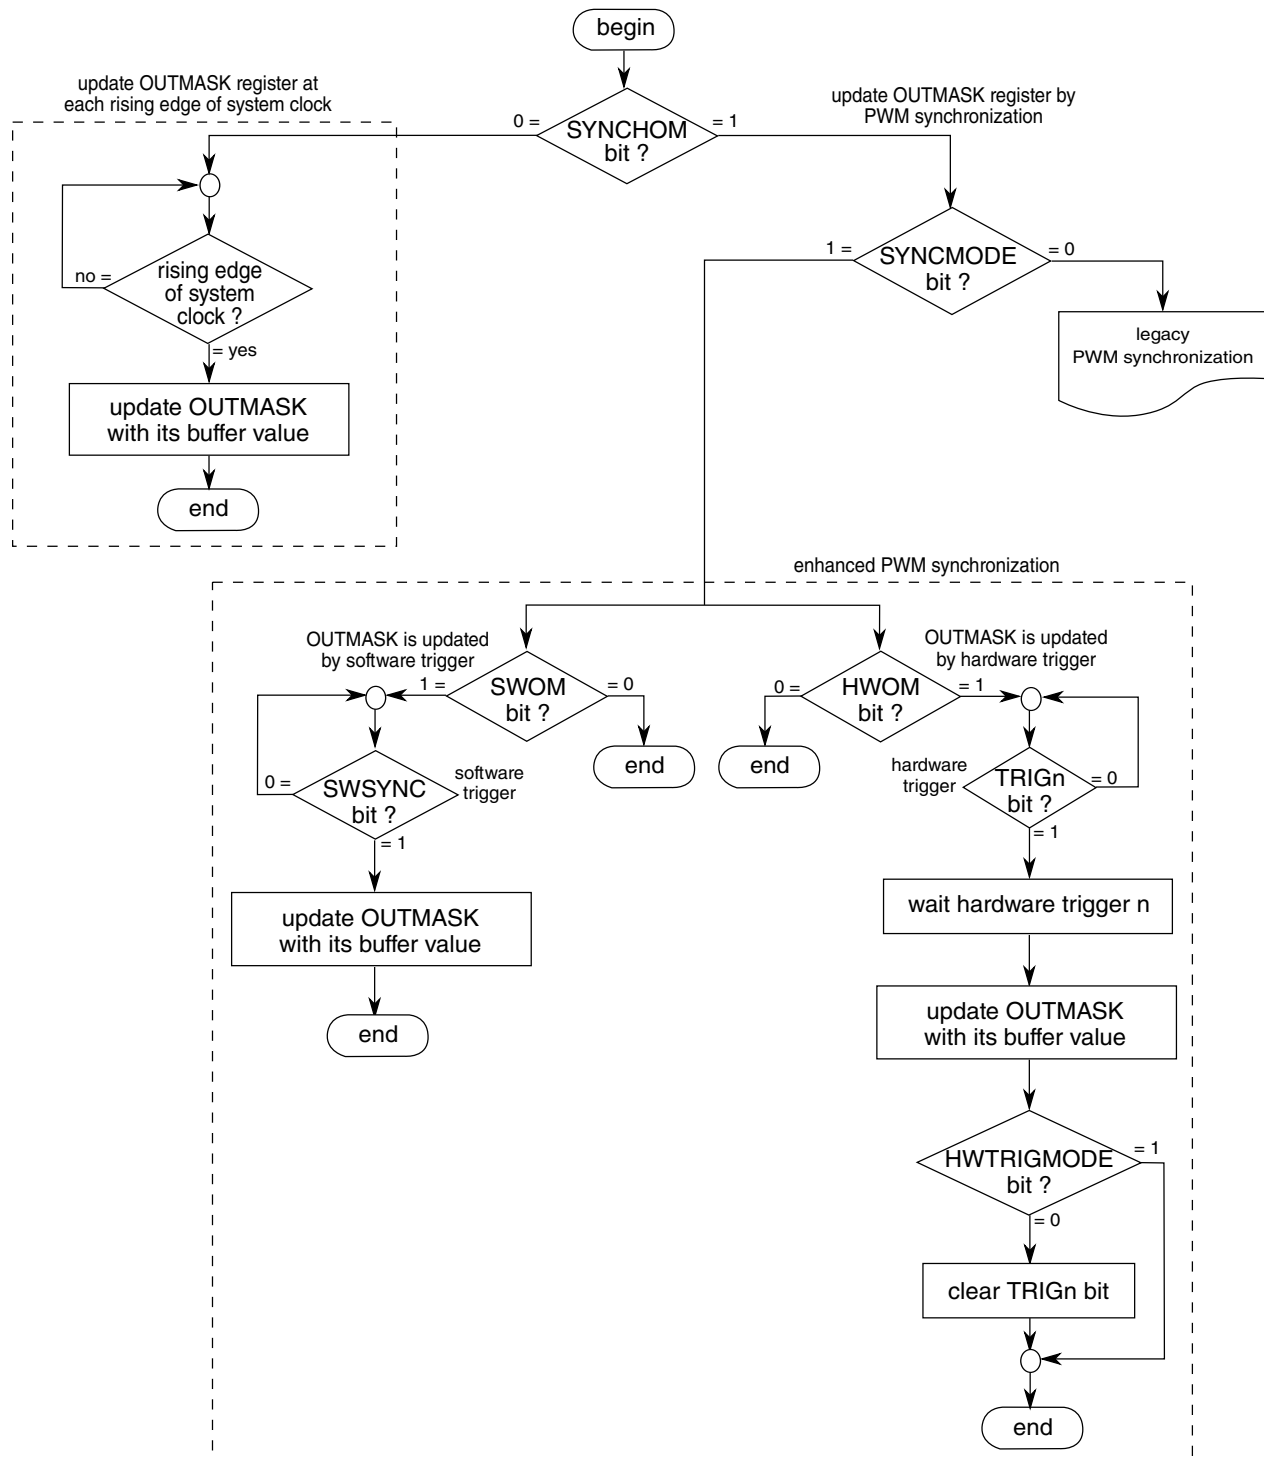 begin
update OUTMASK register at
each rising edge of system clock
update OUTMASK register by
PWM synchronization
0 =
SYNCHOM
bit ?
= 1
1 =
SYNCMODE
bit ?
= 0
no =
rising edge
of system
clock ?
= yes
legacy
PWM synchronization
update OUTMASK
with its buffer value
end
enhanced PWM synchronization
OUTMASK is updated
by software trigger
OUTMASK is updated
by hardware trigger
1 =
SWOM
bit ?
= 0
0 =
HWOM
bit ?
= 1
end
end
0 =
SWSYNC
bit ?
software
trigger
= 1
hardware
trigger
TRIGn
bit ?
= 0
= 1
update OUTMASK
with its buffer value
end
wait hardware trigger n
update OUTMASK
with its buffer value
HWTRIGMODE
bit ?
= 1
= 0
clear TRIGn bit
end